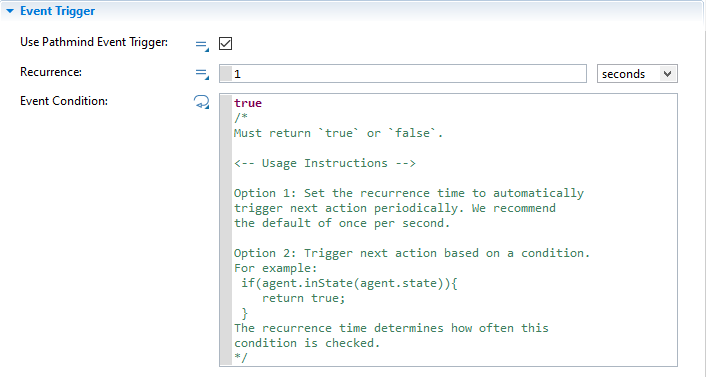 Event Trigger
Use Pathmind Event Trigger:
Recurrence: 1 seconds
Event Condition:
true
/*
Must return `true` or `false`.
<-- Usage Instructions -->
Option 1: Set the recurrence time to automatically
trigger next action periodically. We recommend
the default of once per second.
Option 2: Trigger next action based on a condition.
For example:
if(agent.inState(agent.state)){
return true;
}
The recurrence time determines how often this
condition is checked.
*/